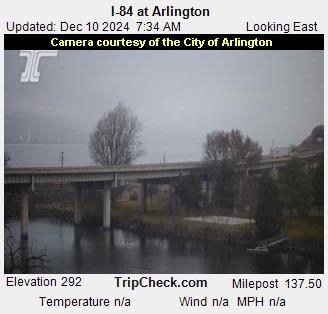 I-84 at Arlington
Updated: Dec 10 2024 7:34 AM Looking East
Camera courtesy of the City of Arlington
Elevation 292 TripCheck.com Milepost 137.50
Temperature n/a Wind n/a MPH n/a